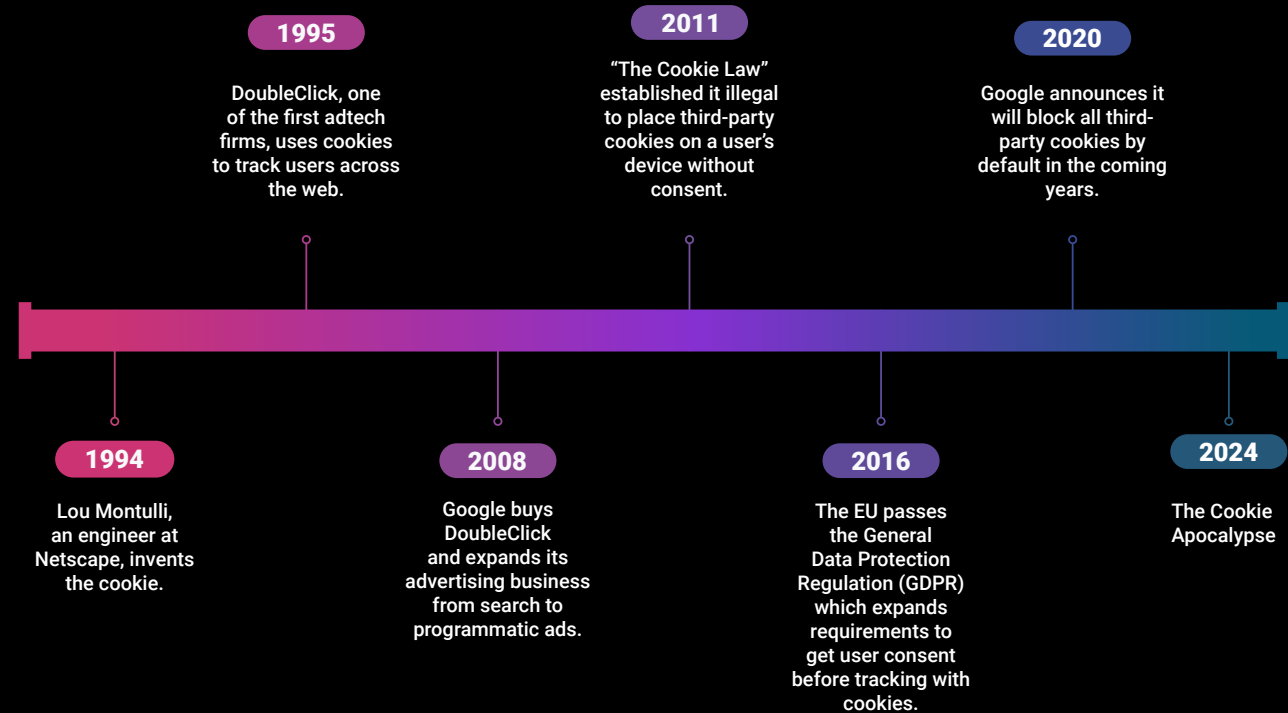 1995
DoubleClick, one
of the first adtech
firms, uses cookies
to track users across
the web.
2011
“The Cookie Law”
established it illegal
to place third-party
cookies on a user’s
device without
consent.
2020
Google announces it
will block all third-
party cookies by
default in the coming
years.
1994
Lou Montulli,
an engineer at
Netscape, invents
the cookie.
2008
Google buys
DoubleClick
and expands its
advertising business
from search to
programmatic ads.
2016
The EU passes
the General
Data Protection
Regulation (GDPR)
which expands
requirements to
get user consent
before tracking with
cookies.
2024
The Cookie
Apocalypse